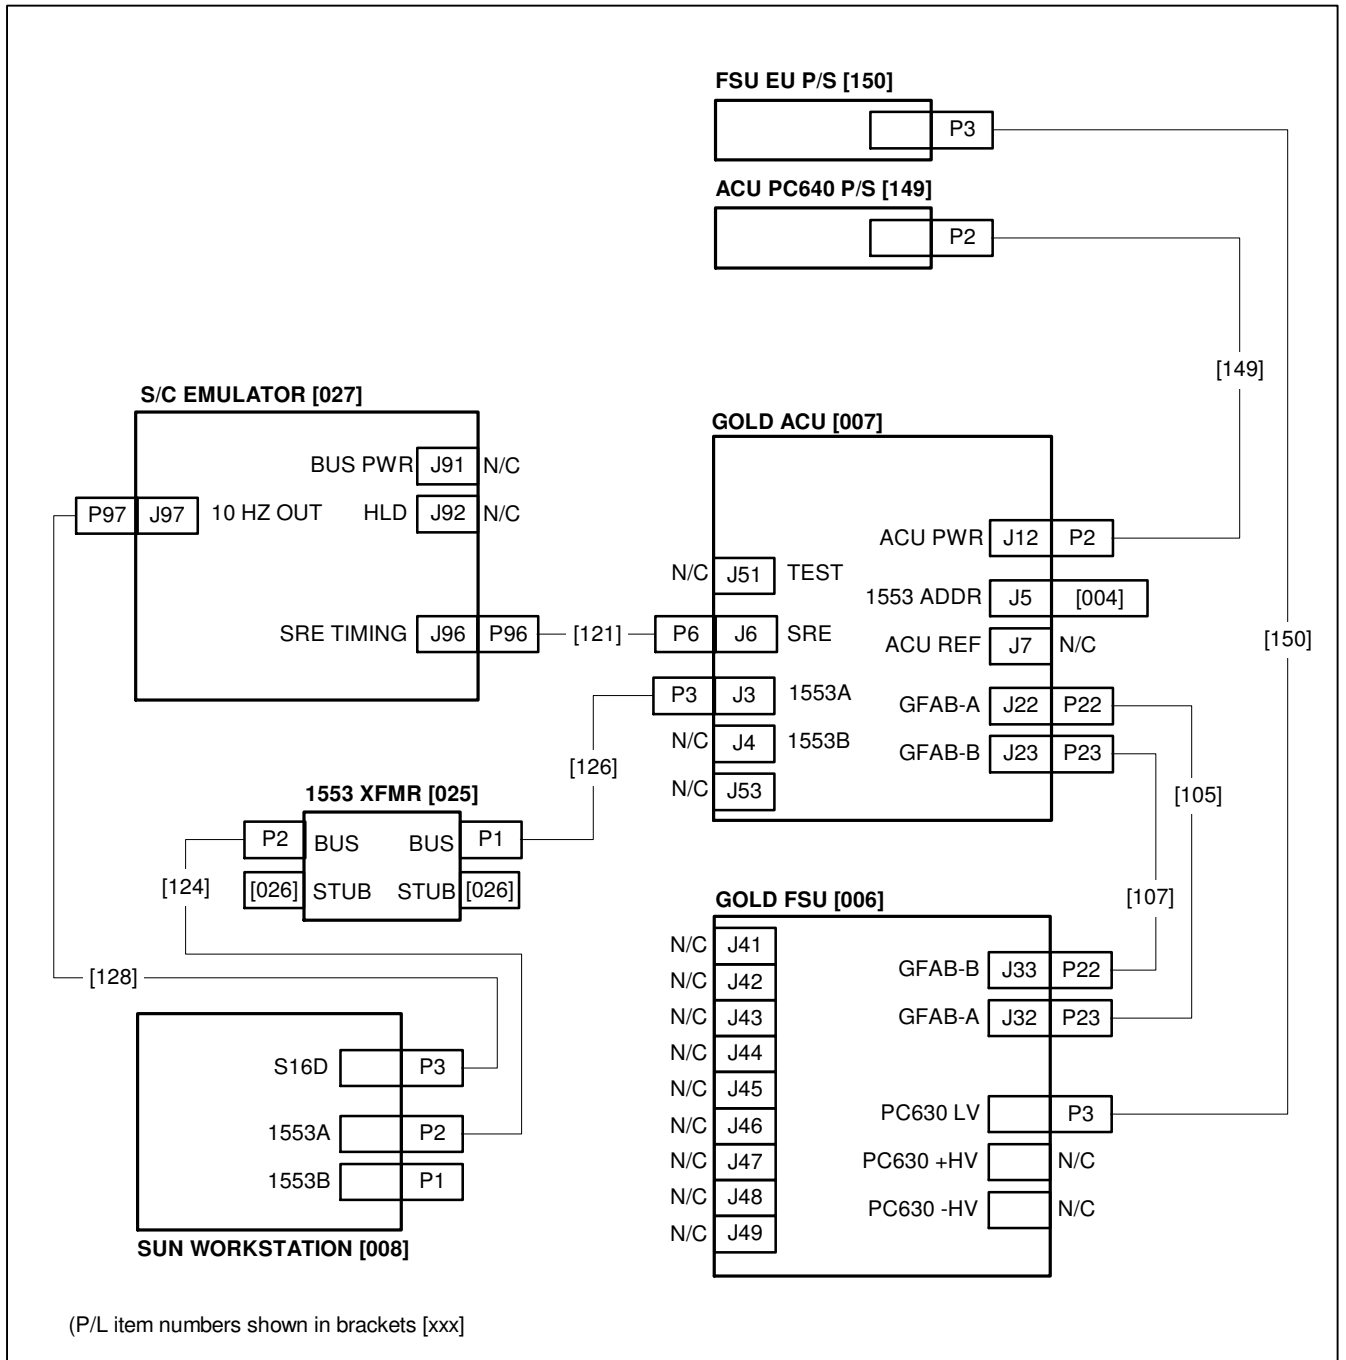 FSU EU P/S [150]
P3
ACU PC640 P/S [149]
P2
[149]
S/C EMULATOR [027]
BUS PWR J91 N/C
P97 J97 10 HZ OUT HLD J92 N/C
SRE TIMING J96 P96 [121]
GOLD ACU [007]
ACU PWR J12 P2
N/C J51 TEST
1553 ADDR J5 [004]
P6 J6 SRE
ACU REF J7 N/C
[150]
P3 J3 1553A
GFAB-A J22 P22
N/C J4 1553B
GFAB-B J23 P23
N/C J53
[126]
[105]
1553 XFMR [025]
P2 BUS BUS P1
[026] STUB STUB [026]
[124]
[107]
[128]
GOLD FSU [006]
N/C J41
N/C J42
N/C J43
N/C J44
N/C J45
N/C J46
N/C J47
N/C J48
N/C J49
GFAB-B J33 P22
GFAB-A J32 P23
PC630 LV P3
PC630 +HV N/C
PC630 -HV N/C
S16D P3
1553A P2
1553B P1
SUN WORKSTATION [008]
(P/L item numbers shown in brackets [xxx]